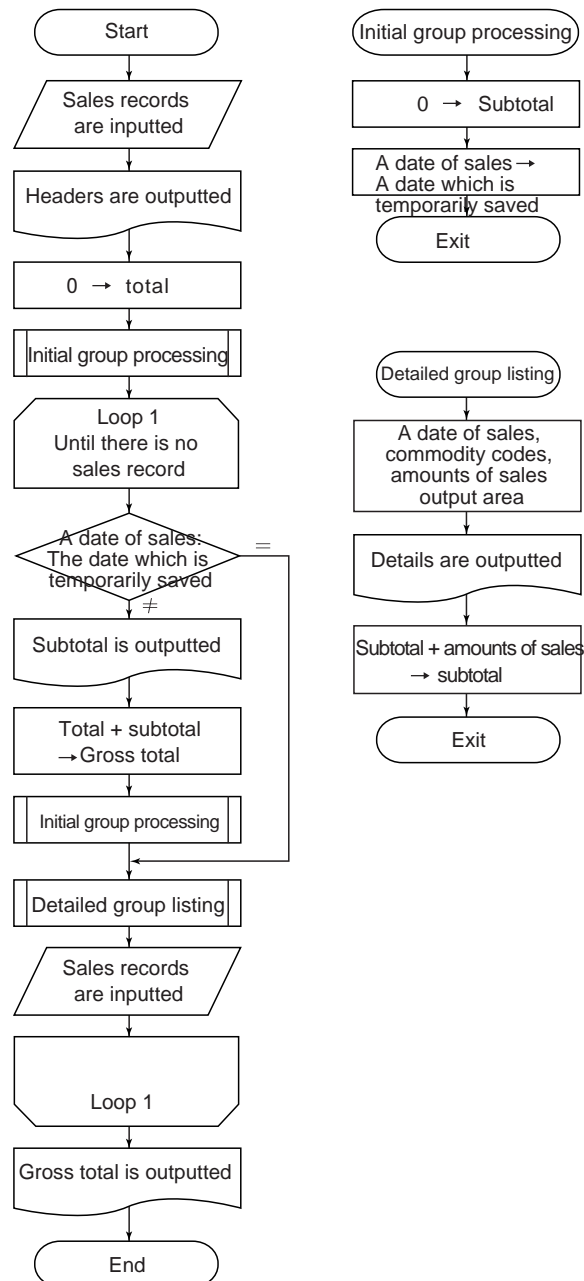 Start
Sales records
are inputted
Headers are outputted
0 → total
Initial group processing
Loop 1
Until there is no
sales record
A date of sales:
The date which is
temporarily saved
=
≠
Subtotal is outputted
Total + subtotal
→ Gross total
Initial group processing
Detailed group listing
Sales records
are inputted
Loop 1
Gross total is outputted
End
Initial group processing
0 → Subtotal
A date of sales →
A date which is
temporarily saved
Exit
Detailed group listing
A date of sales,
commodity codes,
amounts of sales
output area
Details are outputted
Subtotal + amounts of sales
→ subtotal
Exit